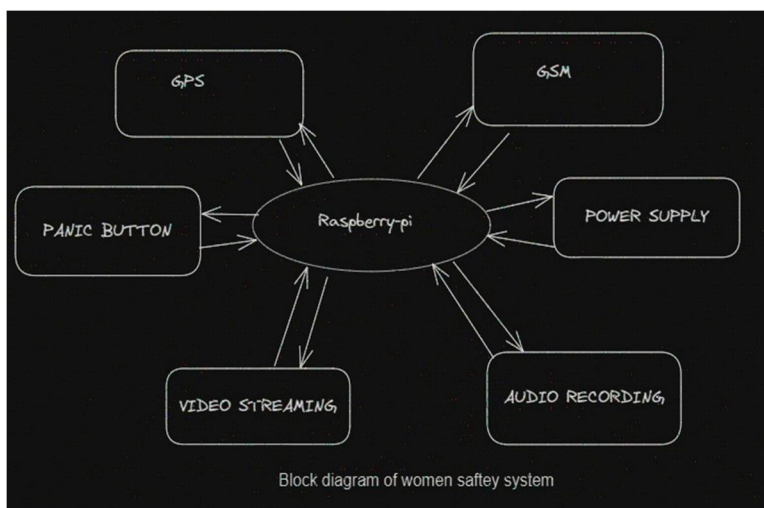 GPS
GSM
PANIC BUTTON
Raspberry-pi
POWER SUPPLY
VIDEO STREAMING
AUDIO RECORDING
Block diagram of women saftey system